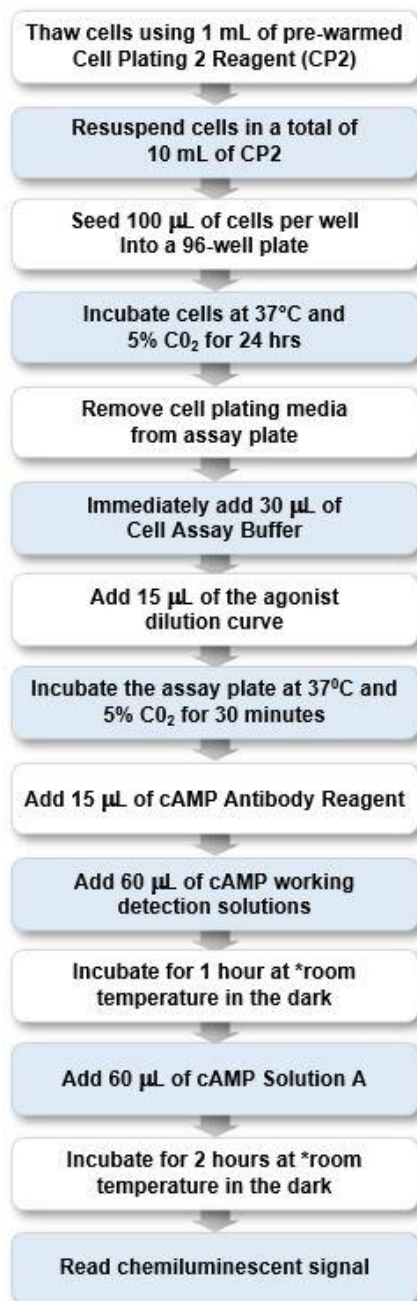 Thaw cells using 1 mL of pre-warmed
Cell Plating 2 Reagent (CP2)
Resuspend cells in a total of
10 mL of CP2
Seed 100 µL of cells per well
Into a 96-well plate
Incubate cells at 37°C and
5% C0₂ for 24 hrs
Remove cell plating media
from assay plate
Immediately add 30 µL of
Cell Assay Buffer
Add 15 µL of the agonist
dilution curve
Incubate the assay plate at 37⁰C and
5% C0₂ for 30 minutes
Add 15 µL of cAMP Antibody Reagent
Add 60 µL of cAMP working
detection solutions
Incubate for 1 hour at *room
temperature in the dark
Add 60 µL of cAMP Solution A
Incubate for 2 hours at *room
temperature in the dark
Read chemiluminescent signal